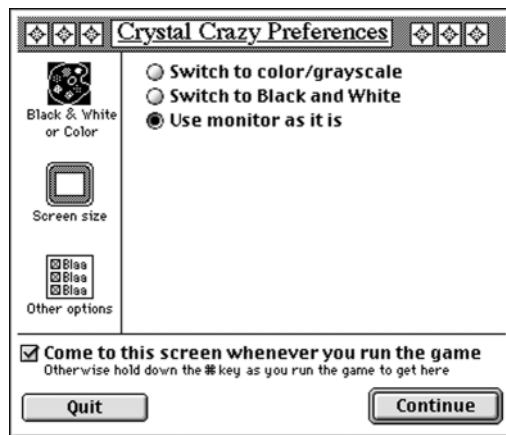 Crystal Crazy Preferences
Black & White
or Color
Switch to color/grayscale
Switch to Black and White
Use monitor as it is
Screen size
Blaa
Blaa
Blaa
Other options
Come to this screen whenever you run the game
Otherwise hold down the ⌘ key as you run the game to get here
Quit
Continue